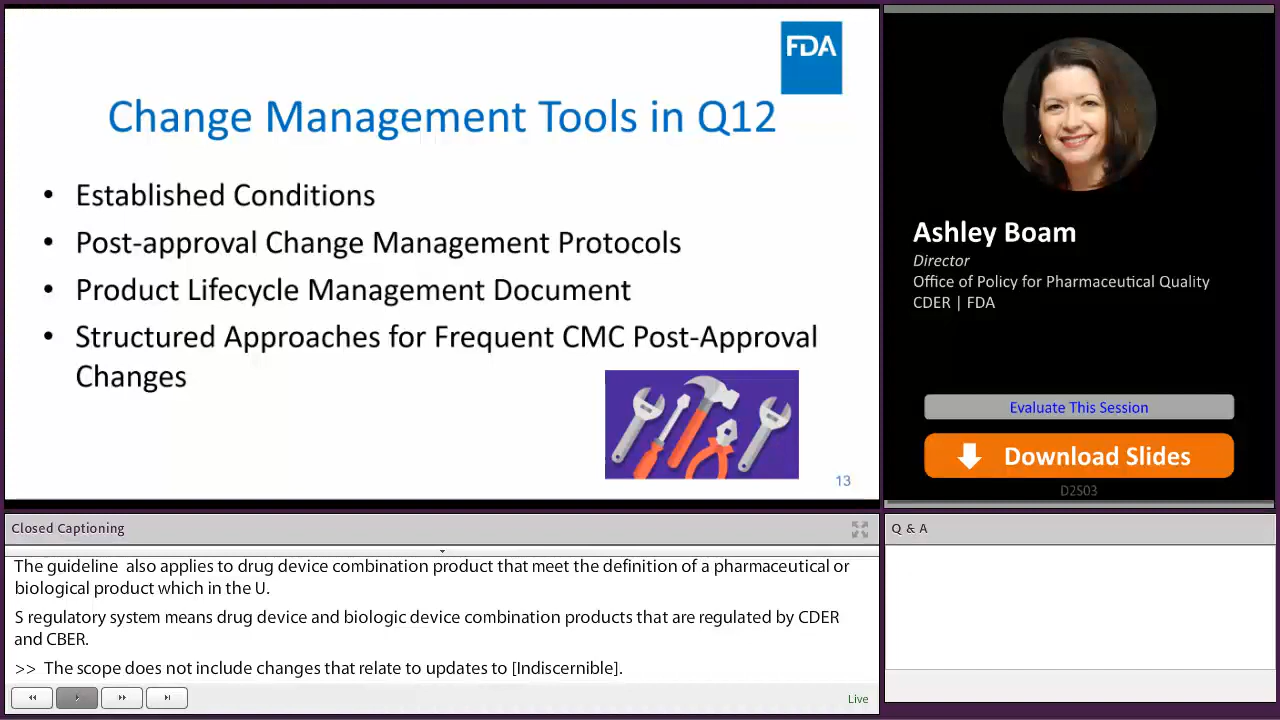 FDA
Change Management Tools in Q12
• Established Conditions
• Post-approval Change Management Protocols
• Product Lifecycle Management Document
• Structured Approaches for Frequent CMC Post-Approval
Changes
13
Ashley Boam
Director
Office of Policy for Pharmaceutical Quality
CDER | FDA
Evaluate This Session
Download Slides
D2S03
Closed Captioning
The guideline also applies to drug device combination product that meet the definition of a pharmaceutical or
biological product which in the U.
S regulatory system means drug device and biologic device combination products that are regulated by CDER
and CBER.
>> The scope does not include changes that relate to updates to [Indiscernible].
Live
Q & A